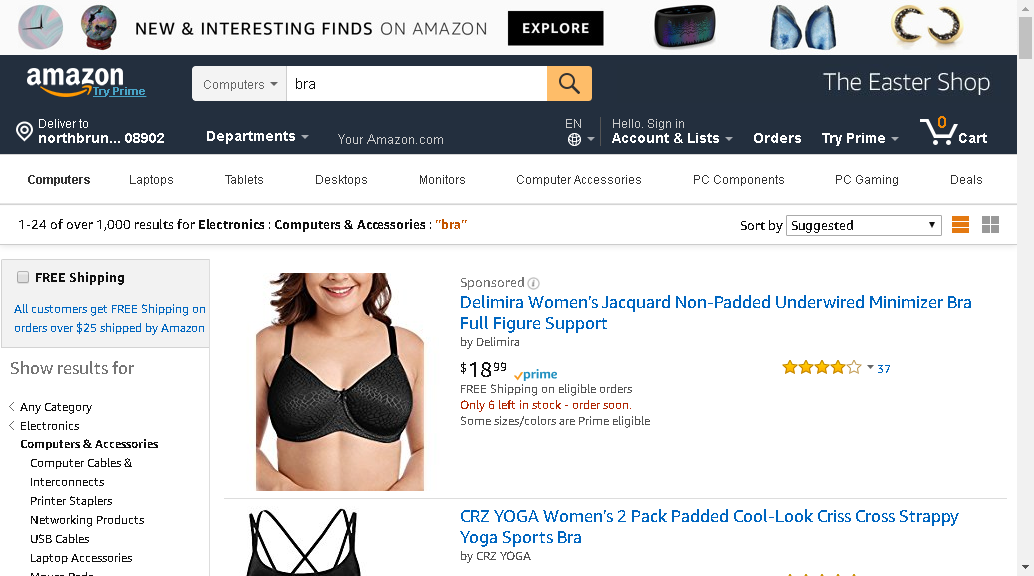 NEW & INTERESTING FINDS ON AMAZON
EXPLORE
amazon
Try Prime
Computers
bra
The Easter Shop
Deliver to
northbrun... 08902
Departments
Your Amazon.com
EN
Hello. Sign in
Account & Lists
Orders
Try Prime
0
Cart
Computers
Laptops
Tablets
Desktops
Monitors
Computer Accessories
PC Components
PC Gaming
Deals
1-24 of over 1,000 results for Electronics : Computers & Accessories : "bra"
Sort by
Suggested
FREE Shipping
All customers get FREE Shipping on
orders over $25 shipped by Amazon
Show results for
Any Category
Electronics
Computers & Accessories
Computer Cables &
Interconnects
Printer Staplers
Networking Products
USB Cables
Laptop Accessories
Sponsored
Delimira Women's Jacquard Non-Padded Underwired Minimizer Bra
Full Figure Support
by Delimira
$18.99 prime
37
FREE Shipping on eligible orders
Only 6 left in stock - order soon.
Some sizes/colors are Prime eligible
CRZ YOGA Women's 2 Pack Padded Cool-Look Criss Cross Strappy
Yoga Sports Bra
by CRZ YOGA